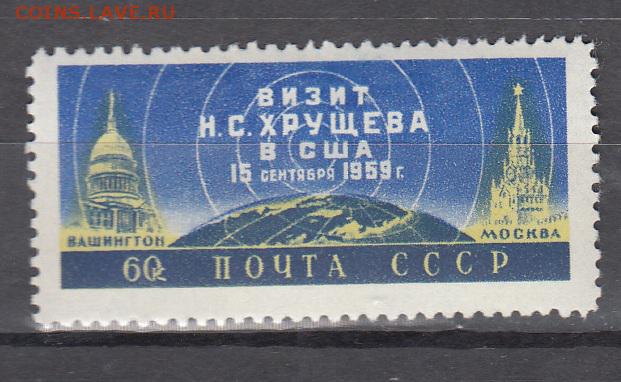 COINS.LAVE.RU
ВИЗИТ
Н.С.ХРУЩЕВА
В США
15 СЕНТЯБРЯ 1959 Г.
ВАШИНГТОН
МОСКВА
60К ПОЧТА СССР